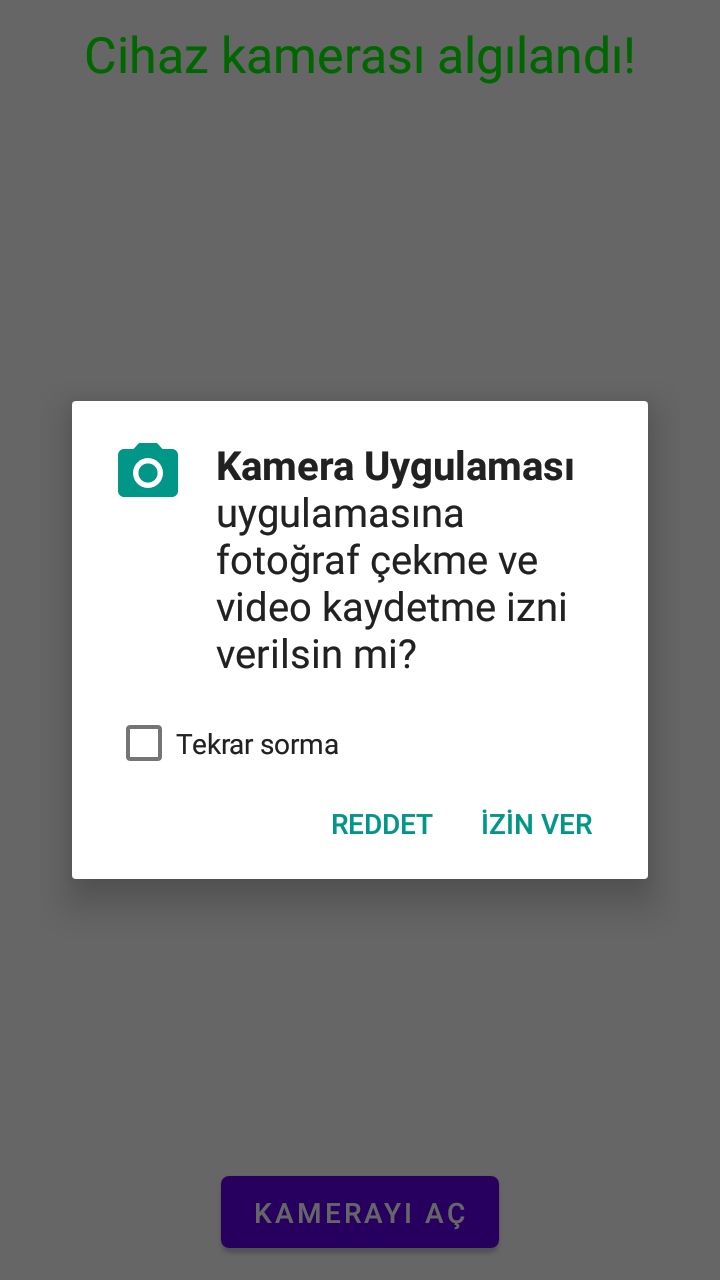 Cihaz kamerası algılandı!
Kamera Uygulaması
uygulamasına
fotoğraf çekme ve
video kaydetme izni
verilsin mi?
Tekrar sorma
REDDET İZİN VER
KAMERAYI AÇ